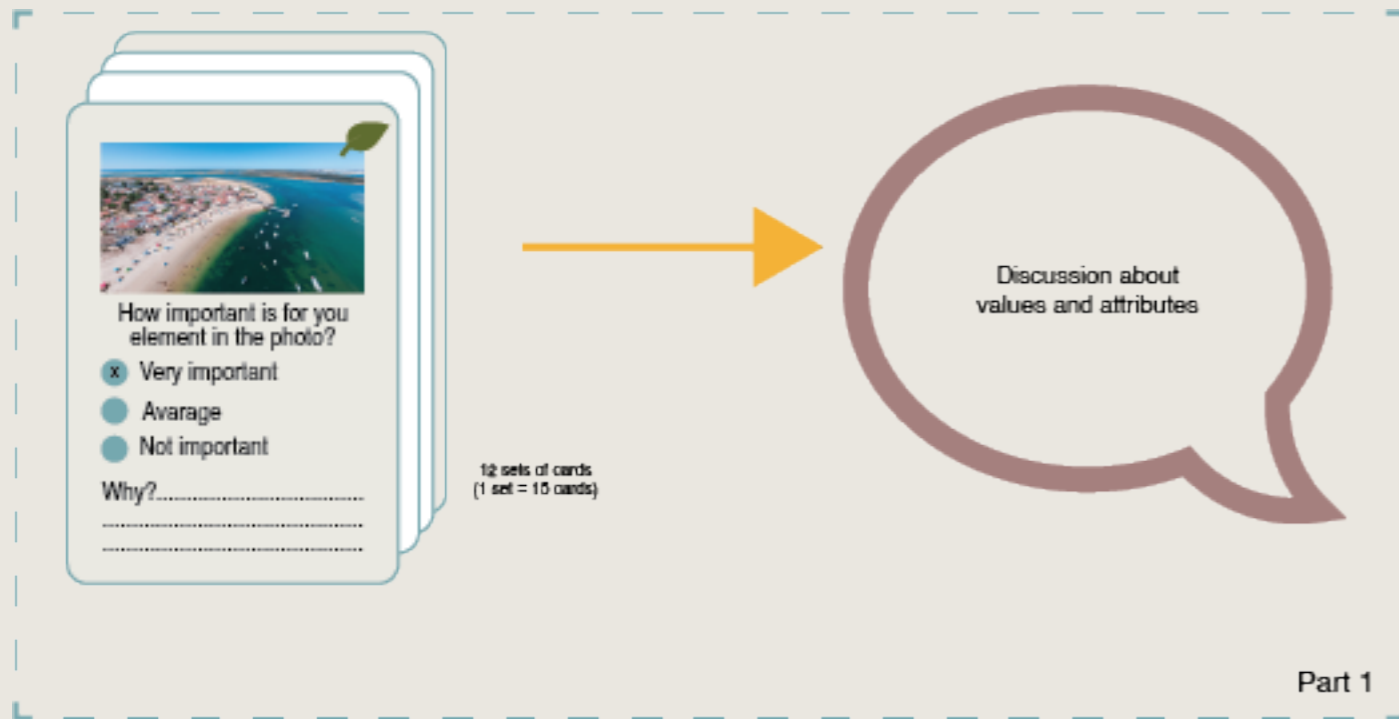 How important is for you
element in the photo?
x Very important
Avarage
Not important
Why?..........................................
....................................................
....................................................
12 sets of cards
(1 set = 15 cards)
Discussion about
values and attributes
Part 1